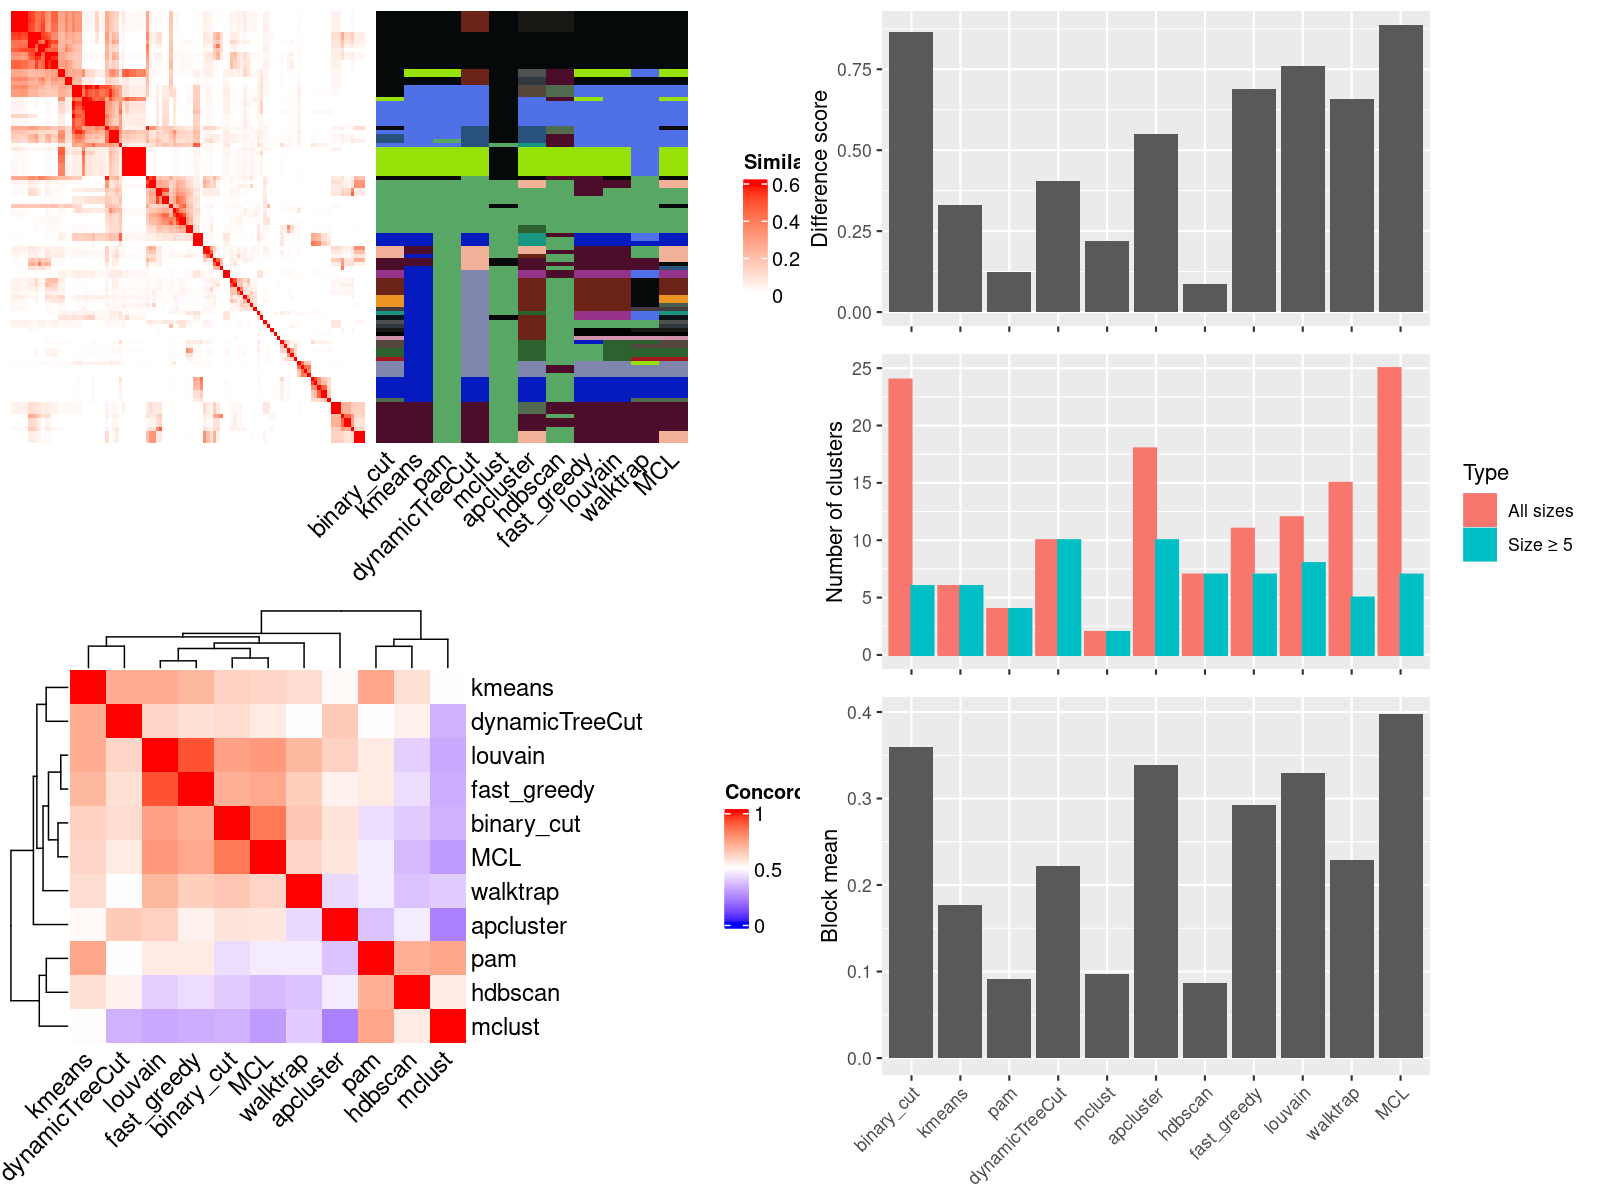 Simila
0.6
0.4
0.2
0
binary_cut
kmeans
pam
dynamicTreeCut
mclust
apcluster
hdbscan
fast_greedy
louvain
walktrap
MCL
kmeans
dynamicTreeCut
louvain
fast_greedy
binary_cut
MCL
walktrap
apcluster
pam
hdbscan
mclust
kmeans
dynamicTreeCut
louvain
fast_greedy
binary_cut
MCL
walktrap
apcluster
pam
hdbscan
mclust
Concord
1
0.5
0
Difference score
0.75
0.50
0.25
0.00
Number of clusters
25
20
15
10
5
0
Type
All sizes
Size ≥ 5
Block mean
0.4
0.3
0.2
0.1
0.0
binary_cut
kmeans
pam
dynamicTreeCut
mclust
apcluster
hdbscan
fast_greedy
louvain
walktrap
MCL